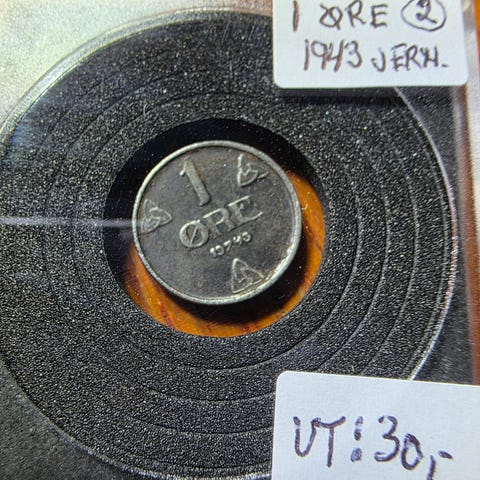 1 ØRE (2)
1943 JERN.
1
ØRE
1943
VT: 30,-